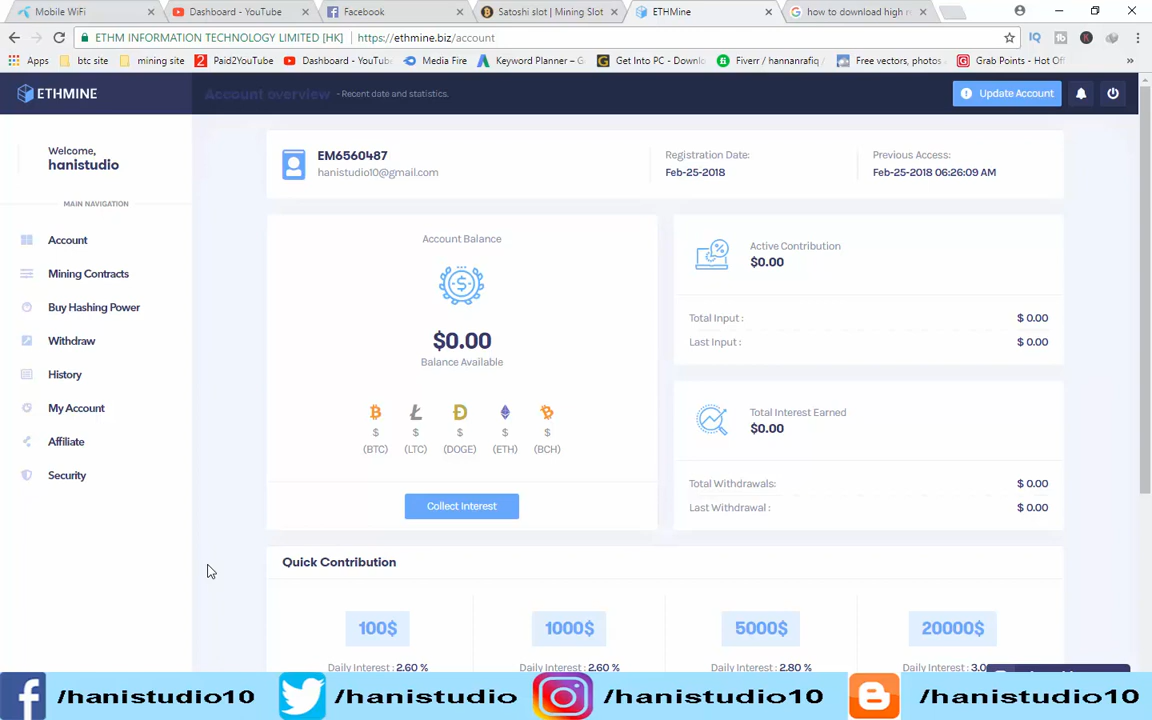 Mobile WiFi
Dashboard - YouTube
Facebook
Satoshi slot | Mining Slot
ETHMine
how to download high r
ETHM INFORMATION TECHNOLOGY LIMITED [HK]
https://ethmine.biz/account
Apps
btc site
mining site
Paid2YouTube
Dashboard - YouTub
Media Fire
Keyword Planner – G
Get Into PC - Downl
Fiverr / hannanrafiq /
Free vectors, photos
Grab Points - Hot Of
ETHMINE
Account overview - Recent date and statistics.
Update Account
Welcome,
hanistudio
MAIN NAVIGATION
Account
Mining Contracts
Buy Hashing Power
Withdraw
History
My Account
Affiliate
Security
EM6560487
hanistudio10@gmail.com
Registration Date:
Feb-25-2018
Previous Access:
Feb-25-2018 06:26:09 AM
Account Balance
$0.00
Balance Available
$ $ $ $ $
(BTC) (LTC) (DOGE) (ETH) (BCH)
Collect Interest
Active Contribution
$0.00
Total Input : $ 0.00
Last Input : $ 0.00
Total Interest Earned
$0.00
Total Withdrawals: $ 0.00
Last Withdrawal : $ 0.00
Quick Contribution
100$ 1000$ 5000$ 20000$
Daily Interest : 2.60 % Daily Interest : 2.60 % Daily Interest : 2.80 % Daily Interest : 3.0
/hanistudio10 /hanistudio /hanistudio10 /hanistudio10